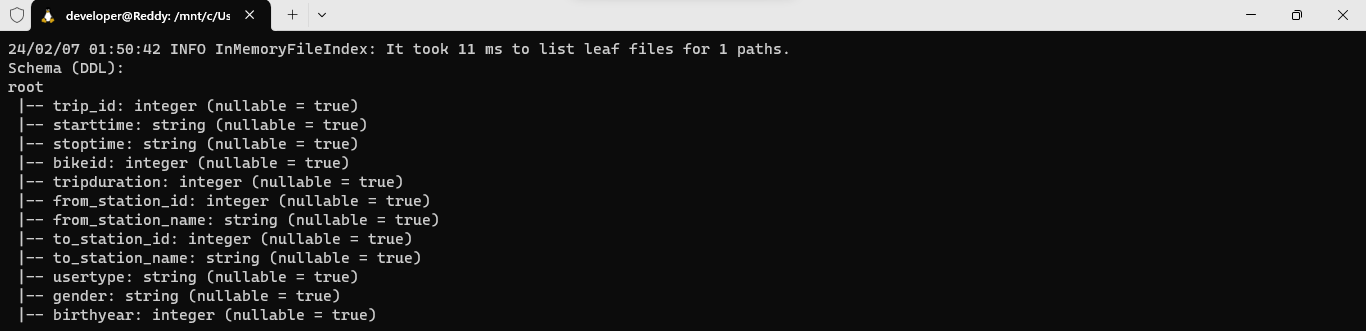 developer@Reddy: /mnt/c/Us
24/02/07 01:50:42 INFO InMemoryFileIndex: It took 11 ms to list leaf files for 1 paths.
Schema (DDL):
root
 |-- trip_id: integer (nullable = true)
 |-- starttime: string (nullable = true)
 |-- stoptime: string (nullable = true)
 |-- bikeid: integer (nullable = true)
 |-- tripduration: integer (nullable = true)
 |-- from_station_id: integer (nullable = true)
 |-- from_station_name: string (nullable = true)
 |-- to_station_id: integer (nullable = true)
 |-- to_station_name: string (nullable = true)
 |-- usertype: string (nullable = true)
 |-- gender: string (nullable = true)
 |-- birthyear: integer (nullable = true)